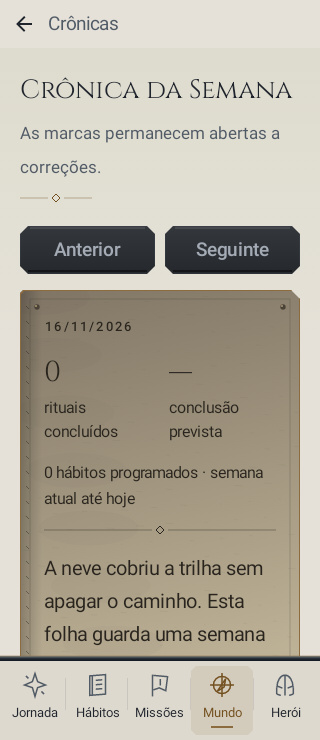 Crônicas
Crônica da Semana
As marcas permanecem abertas a
correções.
Anterior
Seguinte
16/11/2026
0
—
rituais
concluídos
conclusão
prevista
0 hábitos programados · semana
atual até hoje
A neve cobriu a trilha sem
apagar o caminho. Esta
folha guarda uma semana
Jornada
Hábitos
Missões
Mundo
Herói